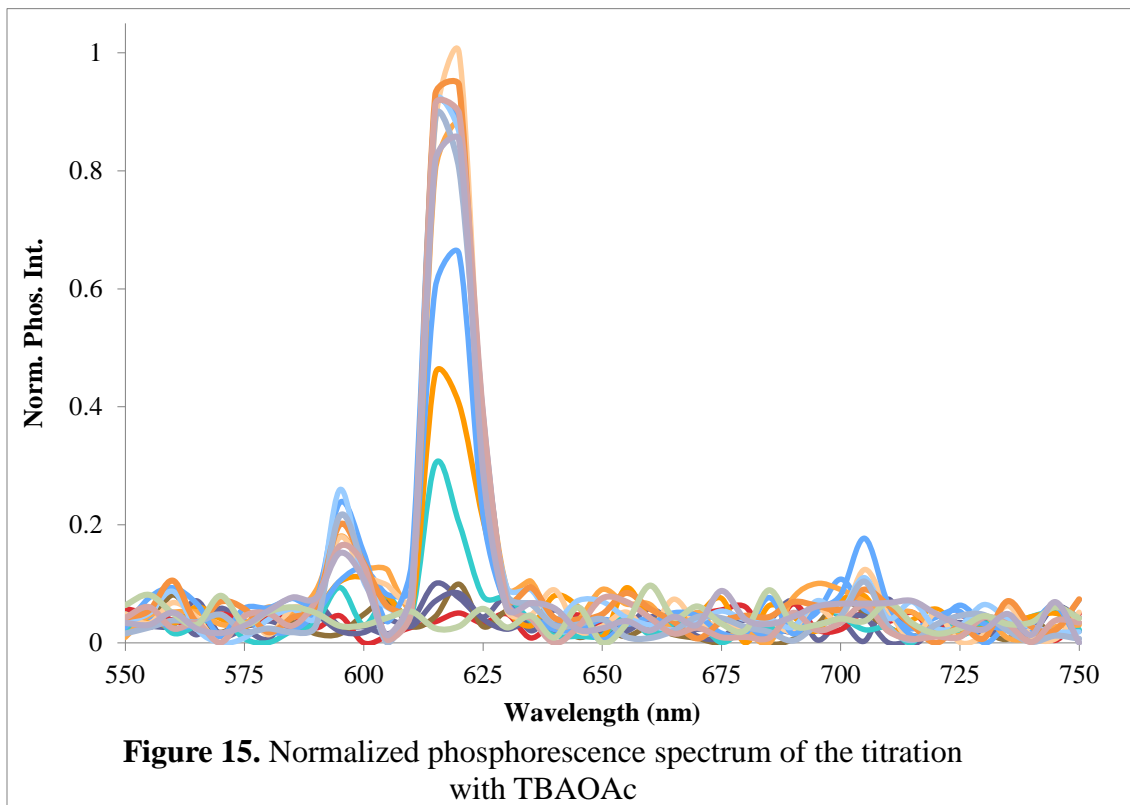 1
0.8
0.6
0.4
0.2
0
Norm. Phos. Int.
550 575 600 625 650 675 700 725 750
Wavelength (nm)
Figure 15. Normalized phosphorescence spectrum of the titration
with TBAOAc